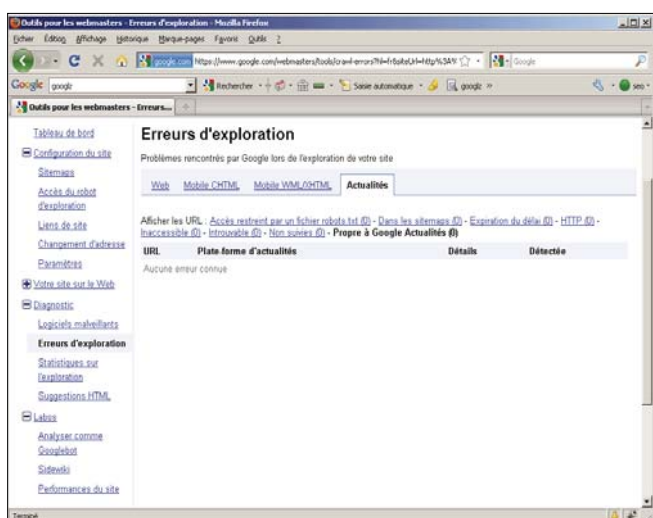 Outils pour les webmasters - Erreurs d'exploration - Mozilla Firefox
Fichier Édition Affichage Historique Marque-pages Favoris Outils ?
Google
Google googlz Rechercher Saisie automatique googlz seo
Outils pour les webmasters - Erreurs...
Tableau de bord
Configuration du site
Sitemaps
Accès du robot
d'exploration
Liens de site
Changement d'adresse
Paramètres
Votre site sur le Web
Diagnostic
Logiciels malveillants
Erreurs d'exploration
Statistiques sur
l'exploration
Suggestions HTML
Labos
Analyser comme
Googlebot
Sidewiki
Performances du site
Erreurs d'exploration
Problèmes rencontrés par Google lors de l'exploration de votre site
Web Mobile CHTML Mobile WML/XHTML Actualités
Afficher les URL : Accès restreint par un fichier robots.txt (0) - Dans les sitemaps (0) - Expiration du délai (0) - HTTP (0) -
Inaccessible (0) - Introuvable (0) - Non suivies (0) - Propre à Google Actualités (0)
URL Plate-forme d'actualités Détails Détectée
Aucune erreur connue
Terminé